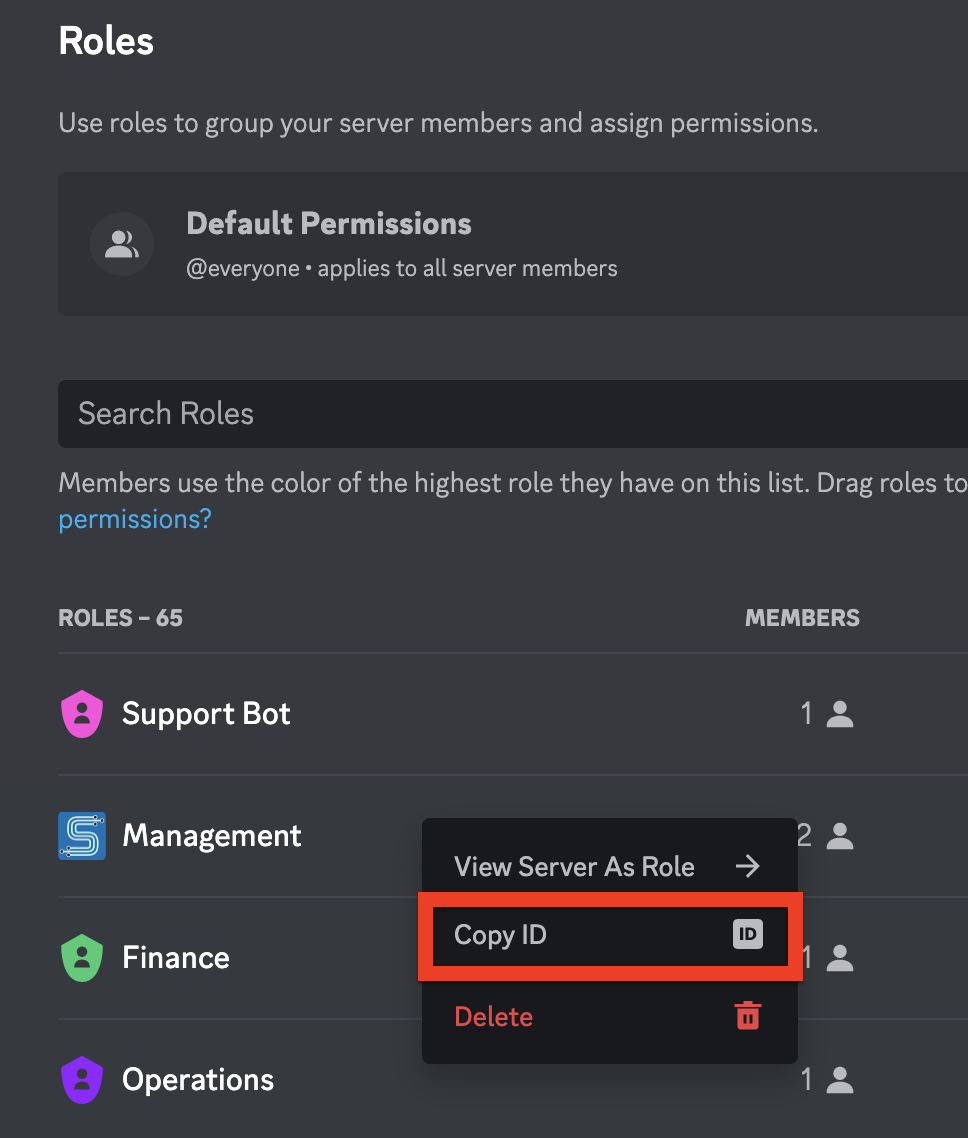 Roles
Use roles to group your server members and assign permissions.
Default Permissions
@everyone • applies to all server members
Search Roles
Members use the color of the highest role they have on this list. Drag roles to
permissions?
ROLES – 65 MEMBERS
Support Bot 1
Management 2
View Server As Role
Copy ID ID
Finance 1
Delete
Operations 1